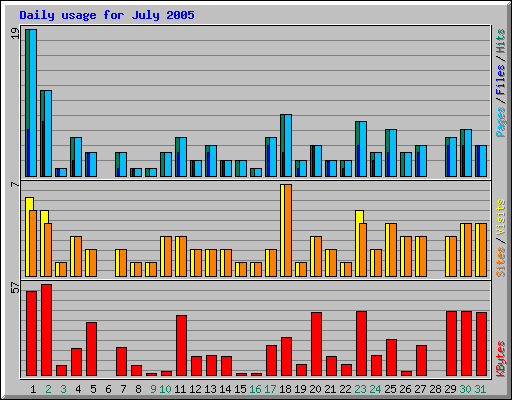 Daily usage for July 2005
19
Pages / Files / Hits
7
Sites / Visits
57
KBytes
1 2 3 4 5 6 7 8 9 10 11 12 13 14 15 16 17 18 19 20 21 22 23 24 25 26 27 28 29 30 31